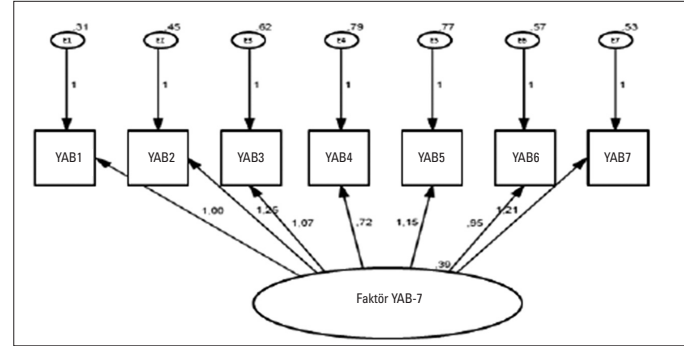 ,31 ,45 ,62 ,79 ,77 ,57 ,53
E1 E2 E3 E4 E5 E6 E7
1 1 1 1 1 1 1
YAB1 YAB2 YAB3 YAB4 YAB5 YAB6 YAB7
1,00 1,25 1,07 ,72 1,15 ,95 1,21
,39
Faktör YAB-7